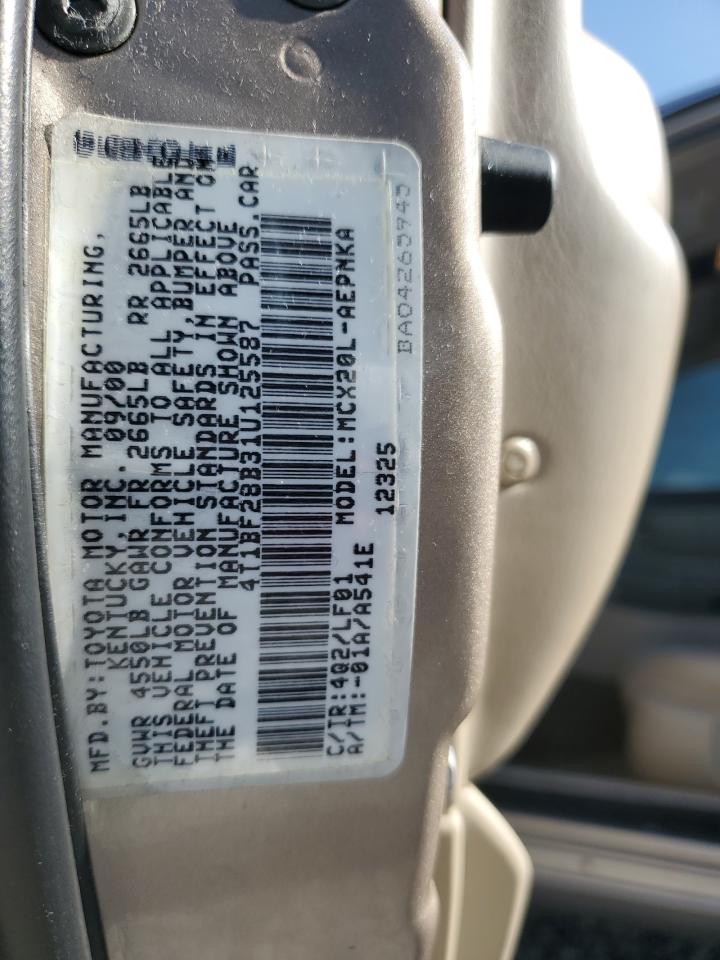 MFD.BY:TOYOTA MOTOR MANUFACTURING,
KENTUCKY,INC. 09/00
GVWR 4550LB GAWR FR 2665LB RR 2665LB
THIS VEHICLE CONFORMS TO ALL APPLICABLE
FEDERAL MOTOR VEHICLE SAFETY,BUMPER AND
THEFT PREVENTION STANDARDS IN EFFECT ON
THE DATE OF MANUFACTURE SHOWN ABOVE
4T1BF28B31U125587 PASS.CAR
C/TR:4Q2/LF01 MODEL:MCX20L-AEPNKA
A/TM:-01A/A541E 12325